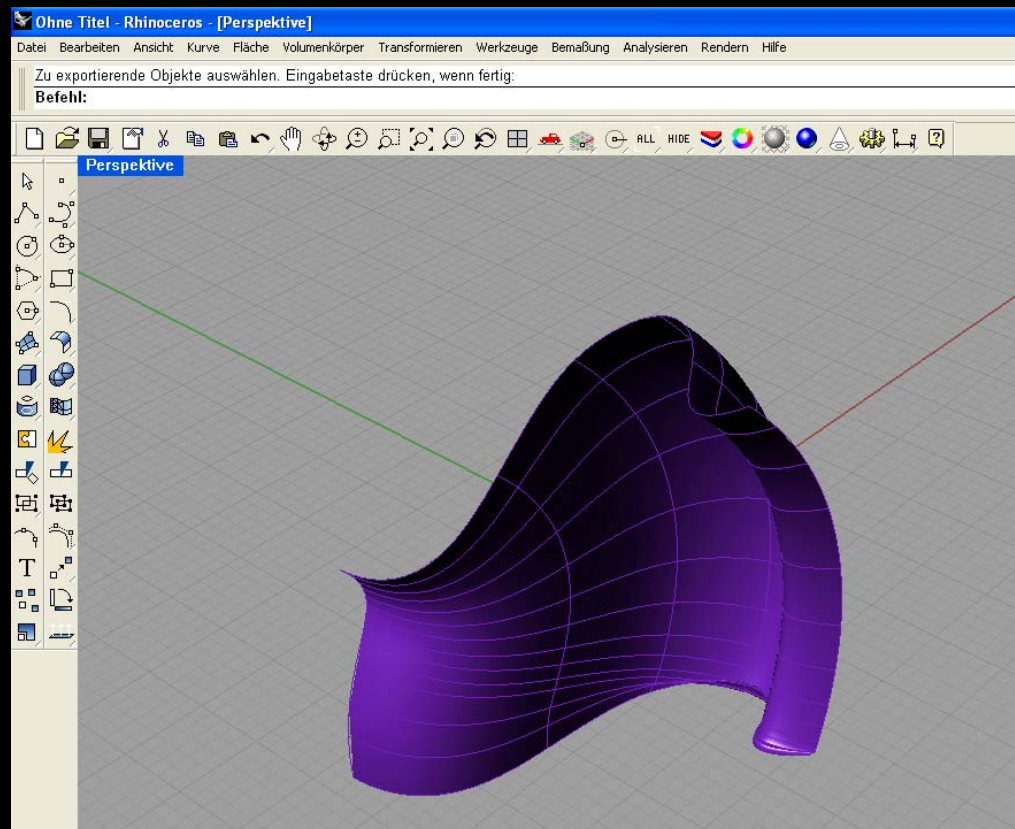 Ohne Titel - Rhinoceros - [Perspektive]
Datei Bearbeiten Ansicht Kurve Fläche Volumenkörper Transformieren Werkzeuge Bemaßung Analysieren Rendern Hilfe
Zu exportierende Objekte auswählen. Eingabetaste drücken, wenn fertig:
Befehl:
ALL HIDE
Perspektive
T